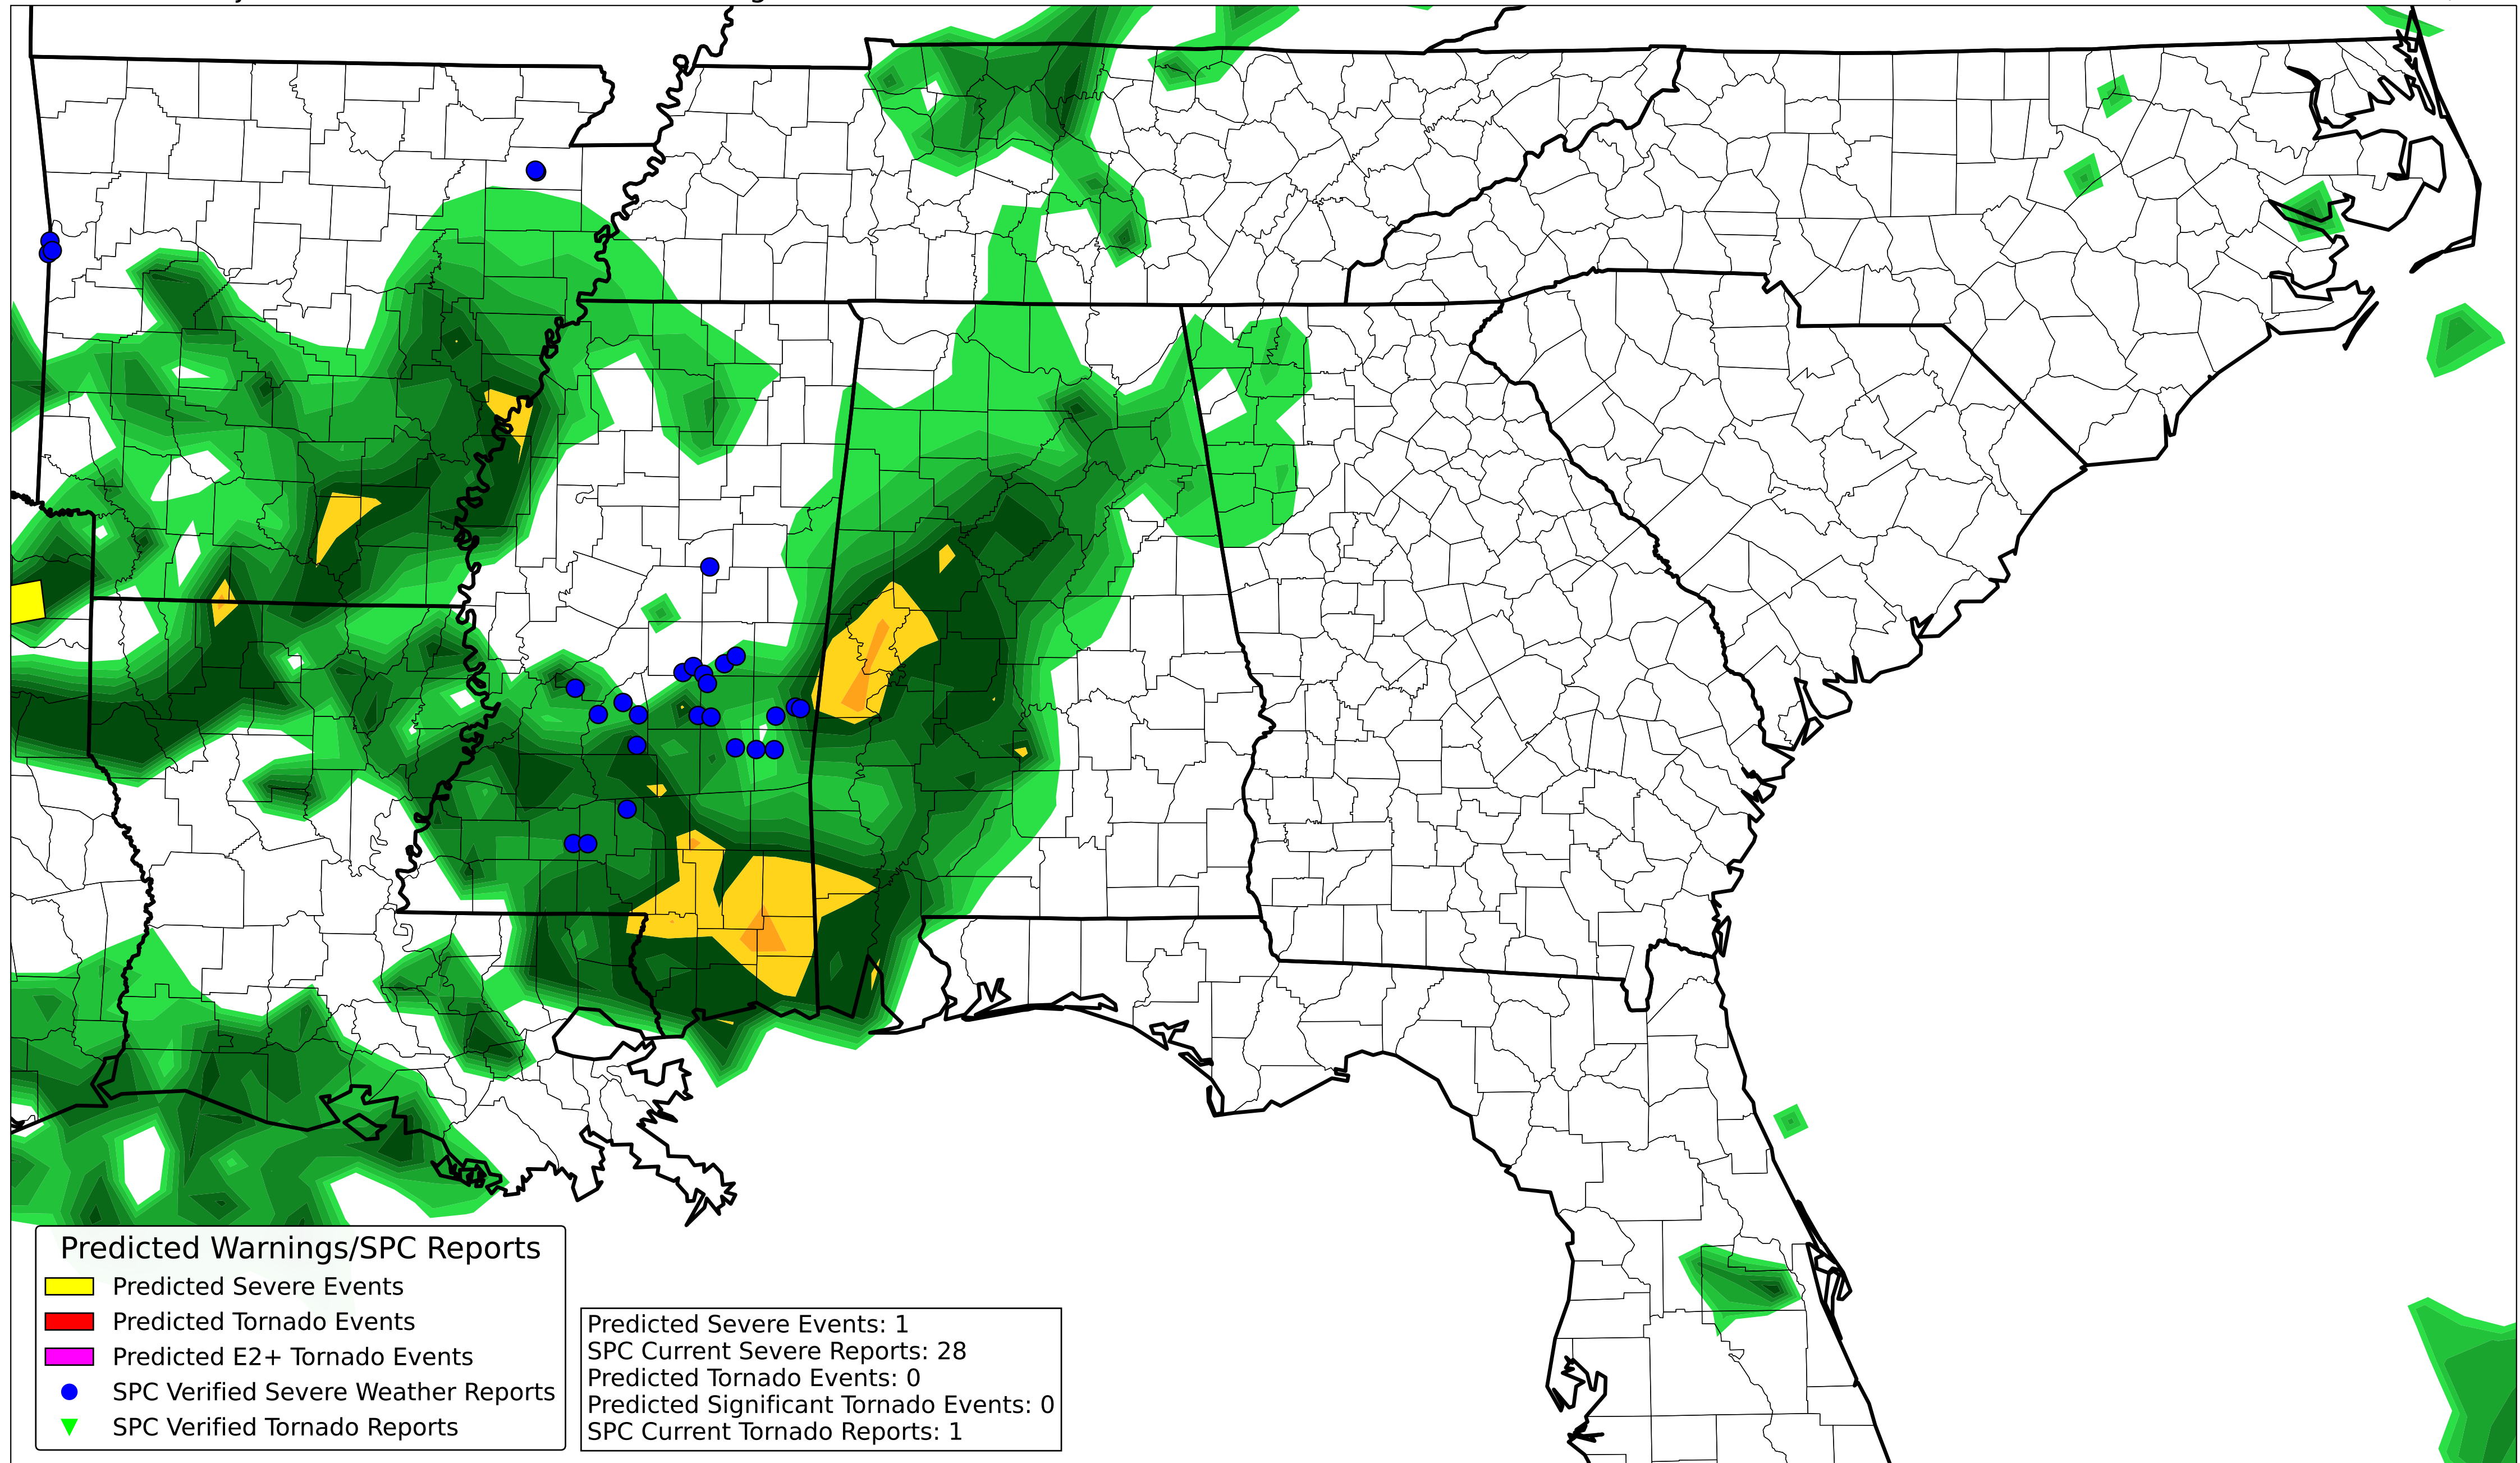 Predicted Warnings/SPC Reports
Predicted Severe Events
Predicted Tornado Events
Predicted E2+ Tornado Events
SPC Verified Severe Weather Reports
SPC Verified Tornado Reports
Predicted Severe Events: 1
SPC Current Severe Reports: 28
Predicted Tornado Events: 0
Predicted Significant Tornado Events: 0
SPC Current Tornado Reports: 1